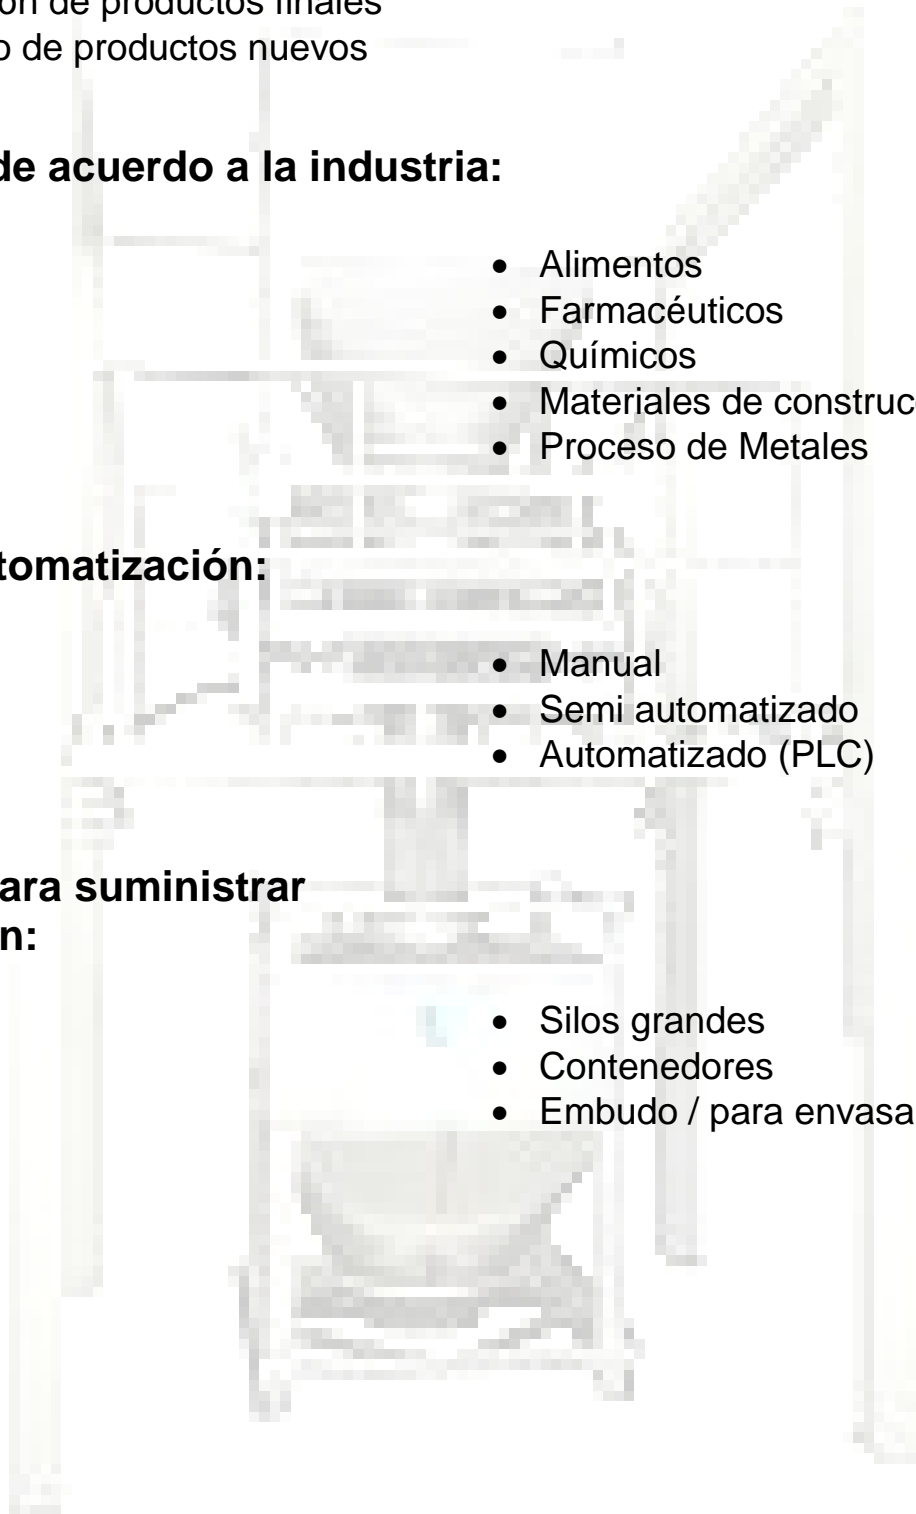 ón de productos finales
o de productos nuevos
de acuerdo a la industria:
• Alimentos
• Farmacéuticos
• Químicos
• Materiales de construc
• Proceso de Metales
tomatización:
• Manual
• Semi automatizado
• Automatizado (PLC)
ara suministrar
n:
• Silos grandes
• Contenedores
• Embudo / para envasa